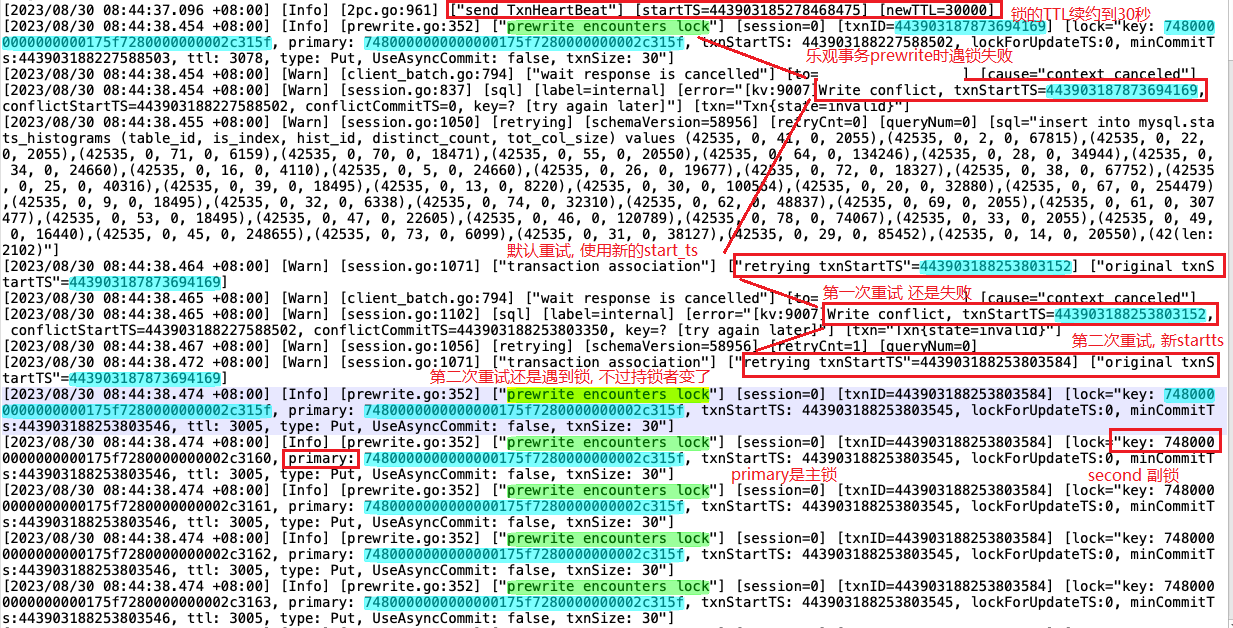 [2023/08/30 08:44:37.096 +08:00] [Info] [2pc.go:961] ["send TxnHeartBeat"] [startTS=443903185278468475] [newTTL=30000] 锁的TTL续约到30秒
[2023/08/30 08:44:38.454 +08:00] [Info] [prewrite.go:352] ["prewrite encounters lock"] [session=0] [txnID=443903187873694169] [lock="key: 748000
0000000000175f7280000000002c315f, primary: 7480000000000000175f7280000000002c315f, txnStartTS: 443903188227588502, lockForUpdateTS:0, minCommitT
s:443903188227588503, ttl: 3078, type: Put, UseAsyncCommit: false, txnSize: 30"]
乐观事务prewrite时遇锁失败
[2023/08/30 08:44:38.454 +08:00] [Warn] [client_batch.go:794] ["wait response is cancelled"] [to= ] [cause="context canceled"]
[2023/08/30 08:44:38.454 +08:00] [Warn] [session.go:837] [sql] [label=internal] [error="[kv:9007]Write conflict, txnStartTS=443903187873694169,
conflictStartTS=443903188227588502, conflictCommitTS=0, key=? [try again later]"] [txn="Txn{state=invalid}"]
[2023/08/30 08:44:38.455 +08:00] [Warn] [session.go:1050] [retrying] [schemaVersion=58956] [retryCnt=0] [queryNum=0] [sql="insert into mysql.sta
ts_histograms (table_id, is_index, hist_id, distinct_count, tot_col_size) values (42535, 0, 42, 0, 2055),(42535, 0, 2, 0, 67815),(42535, 0, 22,
0, 2055),(42535, 0, 71, 0, 6159),(42535, 0, 70, 0, 18471),(42535, 0, 55, 0, 20550),(42535, 0, 64, 0, 134246),(42535, 0, 28, 0, 34944),(42535, 0,
34, 0, 24660),(42535, 0, 16, 0, 4110),(42535, 0, 5, 0, 24660),(42535, 0, 26, 0, 19677),(42535, 0, 72, 0, 18327),(42535, 0, 38, 0, 67752),(42535
, 0, 25, 0, 40316),(42535, 0, 39, 0, 18495),(42535, 0, 13, 0, 8220),(42535, 0, 30, 0, 100554),(42535, 0, 20, 0, 32880),(42535, 0, 67, 0, 254479)
,(42535, 0, 9, 0, 18495),(42535, 0, 32, 0, 6338),(42535, 0, 74, 0, 32310),(42535, 0, 62, 0, 48837),(42535, 0, 69, 0, 2055),(42535, 0, 61, 0, 307
477),(42535, 0, 53, 0, 18495),(42535, 0, 47, 0, 22605),(42535, 0, 46, 0, 120789),(42535, 0, 78, 0, 74067),(42535, 0, 33, 0, 2055),(42535, 0, 49,
0, 16440),(42535, 0, 45, 0, 248655),(42535, 0, 73, 0, 6099),(42535, 0, 31, 0, 38127),(42535, 0, 29, 0, 85452),(42535, 0, 14, 0, 20550),(42(len:
2102)"]
默认重试, 使用新的start_ts
[2023/08/30 08:44:38.464 +08:00] [Warn] [session.go:1071] ["transaction association"] ["retrying txnStartTS"=443903188253803152] ["original txnS
tartTS"=443903187873694169]
第一次重试 还是失败
[2023/08/30 08:44:38.465 +08:00] [Warn] [client_batch.go:794] ["wait response is cancelled"] [to= ] [cause="context canceled"]
[2023/08/30 08:44:38.465 +08:00] [Warn] [session.go:1102] [sql] [label=internal] [error="[kv:9007]Write conflict, txnStartTS=443903188253803152,
conflictStartTS=443903188227588502, conflictCommitTS=443903188253803350, key=? [try again later]"] [txn="Txn{state=invalid}"]
[2023/08/30 08:44:38.467 +08:00] [Warn] [session.go:1056] [retrying] [schemaVersion=58956] [retryCnt=1] [queryNum=0]
第二次重试, 新startts
[2023/08/30 08:44:38.472 +08:00] [Warn] [session.go:1071] ["transaction association"] ["retrying txnStartTS"=443903188253803584] ["original txnS
tartTS"=443903187873694169]
第二次重试还是遇到锁, 不过持锁者变了
[2023/08/30 08:44:38.474 +08:00] [Info] [prewrite.go:352] ["prewrite encounters lock"] [session=0] [txnID=443903188253803584] [lock="key: 748000
0000000000175f7280000000002c315f, primary: 7480000000000000175f7280000000002c315f, txnStartTS: 443903188253803545, lockForUpdateTS:0, minCommitT
s:443903188253803546, ttl: 3005, type: Put, UseAsyncCommit: false, txnSize: 30"]
[2023/08/30 08:44:38.474 +08:00] [Info] [prewrite.go:352] ["prewrite encounters lock"] [session=0] [txnID=443903188253803584] [lock="key: 748000
0000000000175f7280000000002c3160, primary: 7480000000000000175f7280000000002c315f, txnStartTS: 443903188253803545, lockForUpdateTS:0, minCommitT
s:443903188253803546, ttl: 3005, type: Put, UseAsyncCommit: false, txnSize: 30"]
primary是主锁
second 副锁
[2023/08/30 08:44:38.474 +08:00] [Info] [prewrite.go:352] ["prewrite encounters lock"] [session=0] [txnID=443903188253803584] [lock="key: 748000
0000000000175f7280000000002c3161, primary: 7480000000000000175f7280000000002c315f, txnStartTS: 443903188253803545, lockForUpdateTS:0, minCommitT
s:443903188253803546, ttl: 3005, type: Put, UseAsyncCommit: false, txnSize: 30"]
[2023/08/30 08:44:38.474 +08:00] [Info] [prewrite.go:352] ["prewrite encounters lock"] [session=0] [txnID=443903188253803584] [lock="key: 748000
0000000000175f7280000000002c3162, primary: 7480000000000000175f7280000000002c315f, txnStartTS: 443903188253803545, lockForUpdateTS:0, minCommitT
s:443903188253803546, ttl: 3005, type: Put, UseAsyncCommit: false, txnSize: 30"]
[2023/08/30 08:44:38.474 +08:00] [Info] [prewrite.go:352] ["prewrite encounters lock"] [session=0] [txnID=443903188253803584] [lock="key: 748000
0000000000175f7280000000002c3163, primary: 7480000000000000175f7280000000002c315f, txnStartTS: 443903188253803545, lockForUpdateTS:0, minCommitT
s:443903188253803546, ttl: 3005, type: Put, UseAsyncCommit: false, txnSize: 30"]